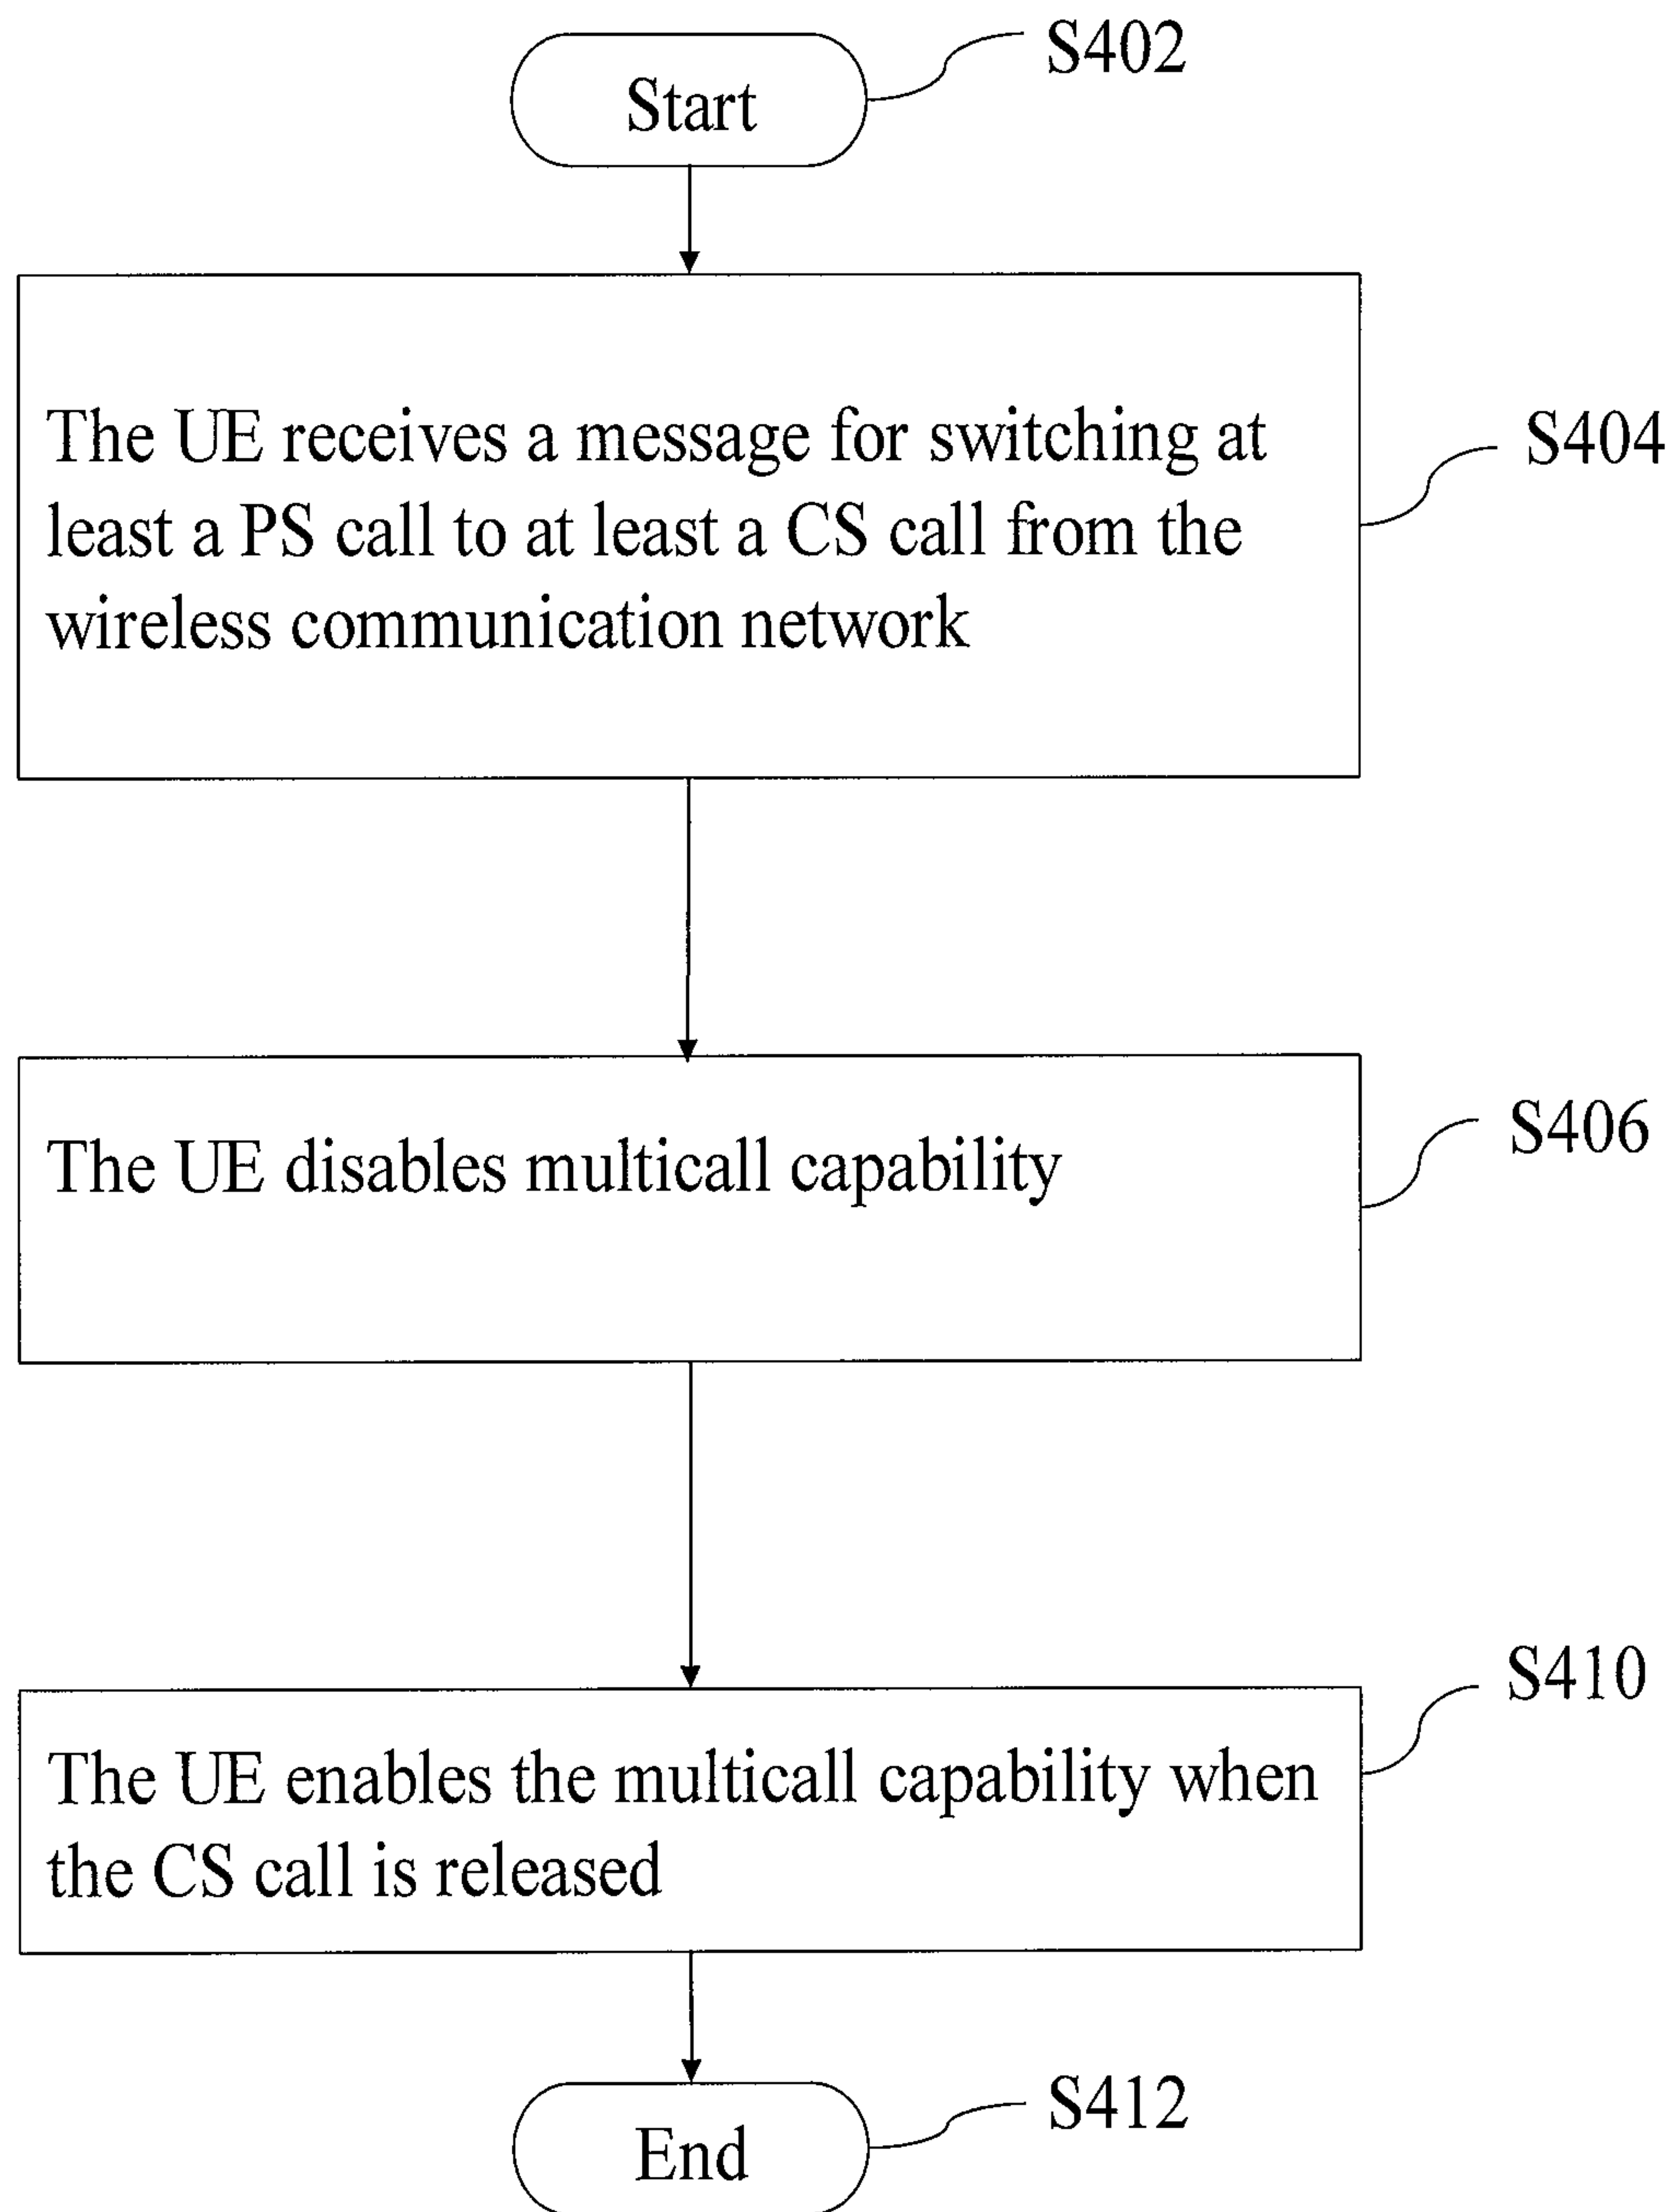 Start
S402
The UE receives a message for switching at
least a PS call to at least a CS call from the
wireless communication network
S404
The UE disables multicall capability
S406
The UE enables the multicall capability when
the CS call is released
S410
End
S412